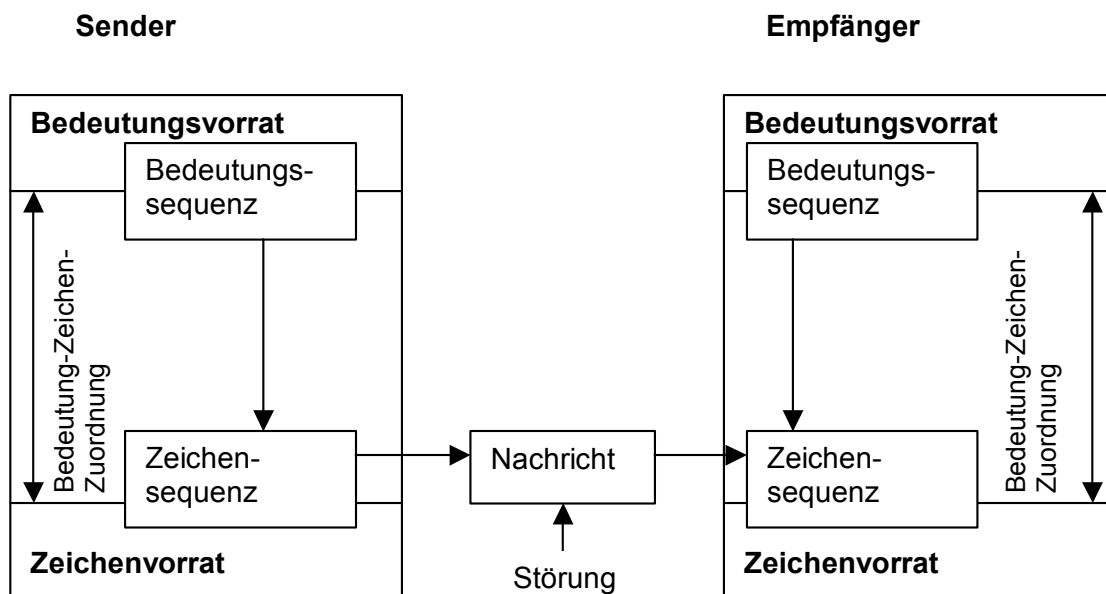 Sender
Empfänger
Bedeutungsvorrat
Bedeutungs-
sequenz
Bedeutung-Zeichen-
Zuordnung
Zeichen-
sequenz
Zeichenvorrat
Nachricht
Störung
Bedeutungsvorrat
Bedeutungs-
sequenz
Bedeutung-Zeichen-
Zuordnung
Zeichen-
sequenz
Zeichenvorrat